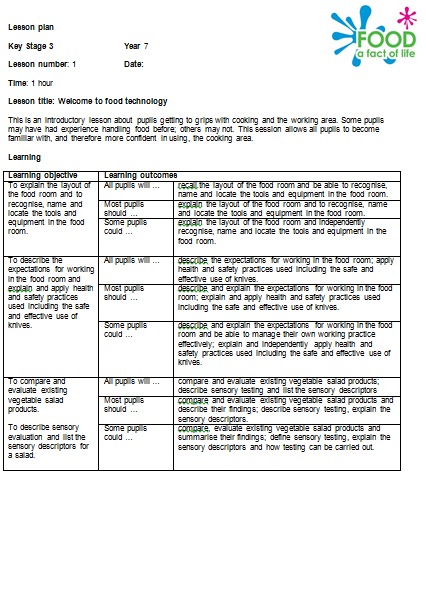 FOOD
a fact of life
Lesson plan
Key Stage 3 Year 7
Lesson number: 1 Date:
Time: 1 hour
Lesson title: Welcome to food technology
This is an introductory lesson about pupils getting to grips with cooking and the working area. Some pupils
may have had experience handling food before; others may not. This session allows all pupils to become
familiar with, and therefore more confident in using, the cooking area.
Learning
Learning objective Learning outcomes
To explain the layout of
the food room and to
recognise, name and
locate the tools and
equipment in the food
room.
All pupils will …
recall the layout of the food room and be able to recognise,
name and locate the tools and equipment in the food room.
Most pupils
should …
explain the layout of the food room and to recognise, name
and locate the tools and equipment in the food room.
Some pupils
could …
explain the layout of the food room and independently
recognise, name and locate the tools and equipment in the
food room.
To describe the
expectations for working
in the food room and
explain and apply health
and safety practices
used including the safe
and effective use of
knives.
All pupils will …
describe the expectations for working in the food room; apply
health and safety practices used including the safe and
effective use of knives.
Most pupils
should …
describe and explain the expectations for working in the food
room; explain and apply health and safety practices used
including the safe and effective use of knives.
Some pupils
could …
describe and explain the expectations for working in the food
room and be able to manage their own working practice
effectively; explain and independently apply health and
safety practices used including the safe and effective use of
knives.
To compare and
evaluate existing
vegetable salad
products.
To describe sensory
evaluation and list the
sensory descriptors for
a salad.
All pupils will …
compare and evaluate existing vegetable salad products;
describe sensory testing and list the sensory descriptors
Most pupils
should …
compare and evaluate existing vegetable salad products and
describe their findings; describe sensory testing, explain the
sensory descriptors.
Some pupils
could …
compare, evaluate existing vegetable salad products and
summarise their findings; define sensory testing, explain the
sensory descriptors and how testing can be carried out.